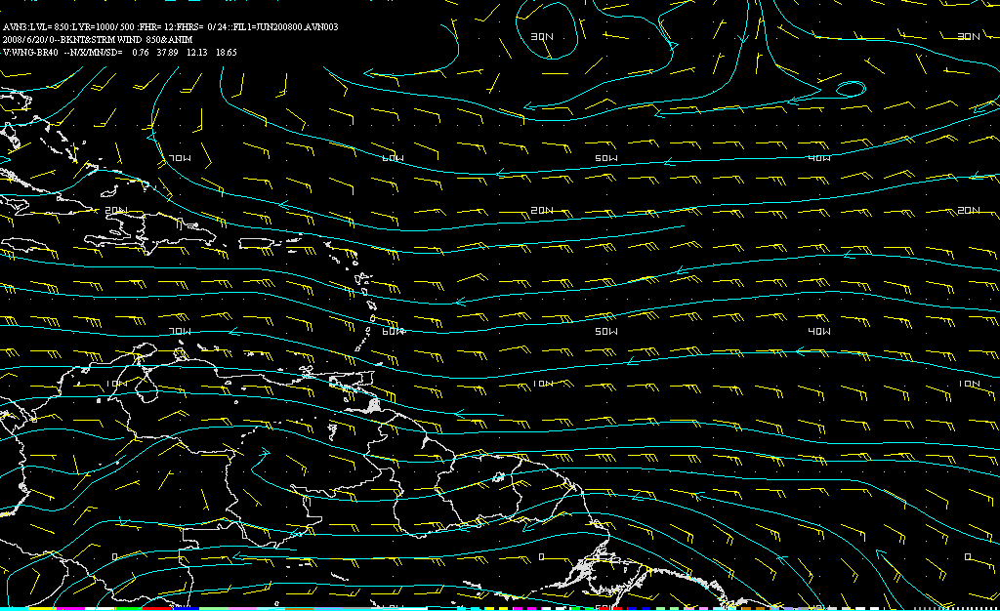 AVN3:LVL= 850:LYR=1000/500 :FHR= 12:FHRS= 0/24::FIL1=JUN200800.AVN003
30N 30N
2008/6/20/0--BKNT&STRM WIND 850&ANIM
V:WNG-BR40 --N/X/MN/SD= 0.76 37.89 12.13 18.65
70W 60W 50W 40W
20N 20N 20N
70W 60W 50W 40W
10N 10N 10N
0 0 0